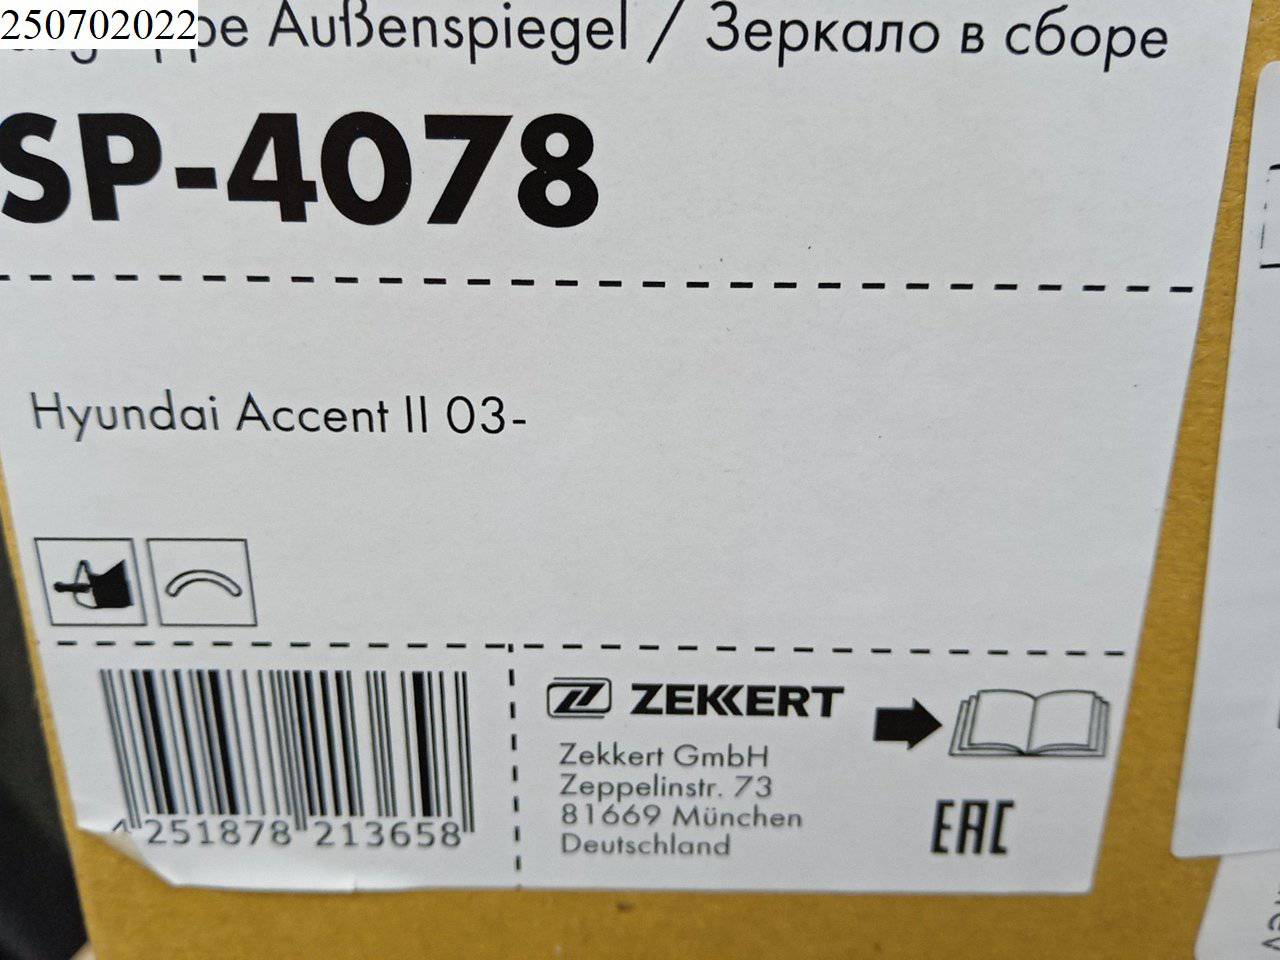 250702022
Außenspiegel / Зеркало в сборе
SP-4078
Hyundai Accent II 03-
ZEKKERT
Zekkert GmbH
Zeppelinstr. 73
81669 München
Deutschland
EAC
4 251878 213658